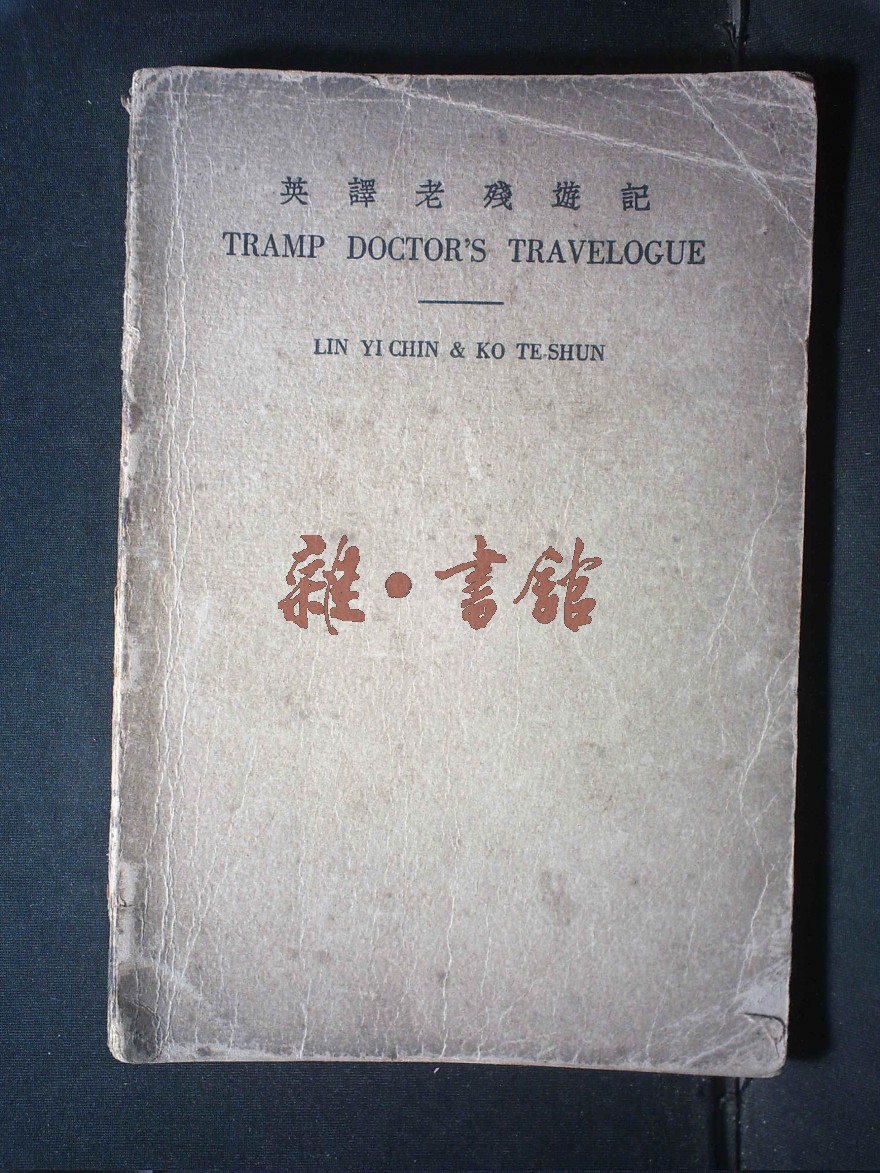 英譯老殘遊記
TRAMP DOCTOR'S TRAVELOGUE
LIN YI CHIN & KO TE-SHUN
雜·書館